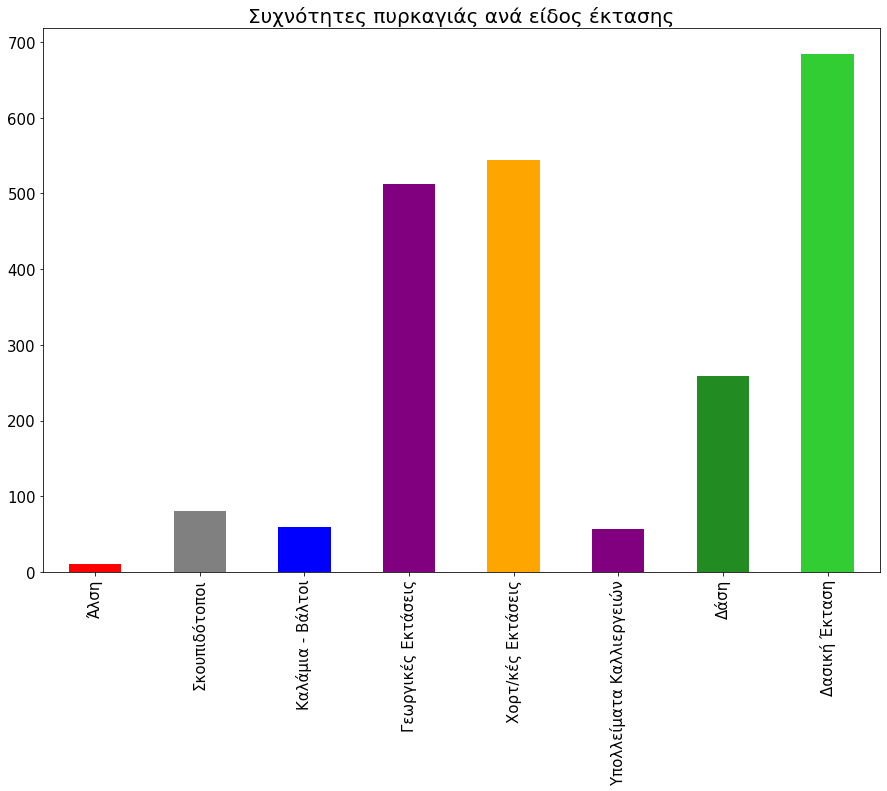 Συχνότητες πυρκαγιάς ανά είδος έκτασης
700
600
500
400
300
200
100
0
Άλση
Σκουπιδότοποι
Καλάμια - Βάλτοι
Γεωργικές Εκτάσεις
Χορτ/κές Εκτάσεις
Υπολλείματα Καλλιεργειών
Δάση
Δασική Έκταση